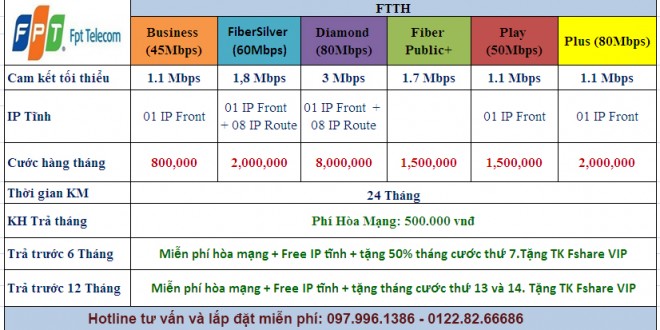 FTTH
FPT Fpt Telecom
Business (45Mbps) FiberSilver (60Mbps) Diamond (80Mbps) Fiber Public+ Play (50Mbps) Plus (80Mbps)
Cam kết tối thiểu 1.1 Mbps 1,8 Mbps 3 Mbps 1.7 Mbps 1.1 Mbps 1.1 Mbps
IP Tĩnh 01 IP Front 01 IP Front + 08 IP Route 01 IP Front + 08 IP Route 01 IP Front 01 IP Front
Cước hàng tháng 800,000 2,000,000 8,000,000 1,500,000 1,500,000 2,000,000
Thời gian KM 24 Tháng
KH Trả tháng Phí Hòa Mạng: 500.000 vnđ
Trả trước 6 Tháng Miễn phí hòa mạng + Free IP tĩnh + tặng 50% tháng cước thứ 7.Tặng TK Fshare VIP
Trả trước 12 Tháng Miễn phí hòa mạng + Free IP tĩnh + tặng tháng cước thứ 13 và 14. Tặng TK Fshare VIP
Hotline tư vấn và lắp đặt miễn phí: 097.996.1386 - 0122.82.66686